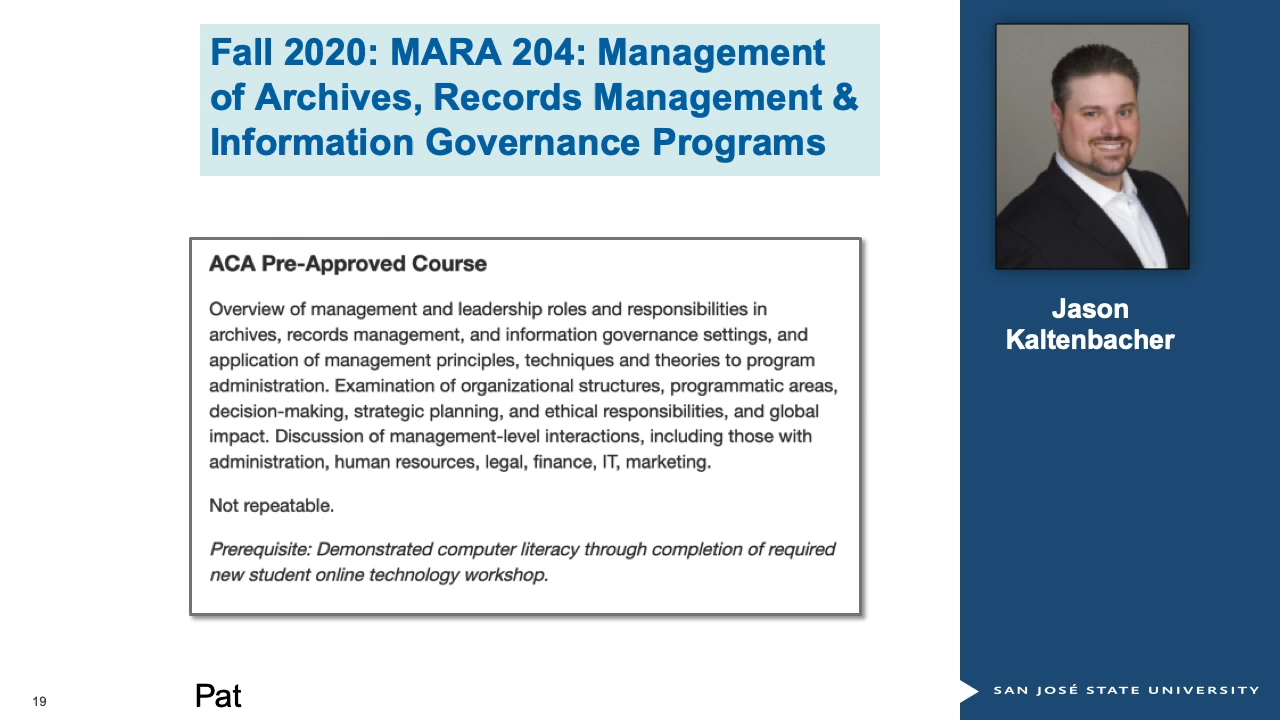 Fall 2020: MARA 204: Management
of Archives, Records Management &
Information Governance Programs
ACA Pre-Approved Course
Overview of management and leadership roles and responsibilities in
archives, records management, and information governance settings, and
application of management principles, techniques and theories to program
administration. Examination of organizational structures, programmatic areas,
decision-making, strategic planning, and ethical responsibilities, and global
impact. Discussion of management-level interactions, including those with
administration, human resources, legal, finance, IT, marketing.
Not repeatable.
Prerequisite: Demonstrated computer literacy through completion of required
new student online technology workshop.
Jason
Kaltenbacher
19
Pat
SAN JOSÉ STATE UNIVERSITY